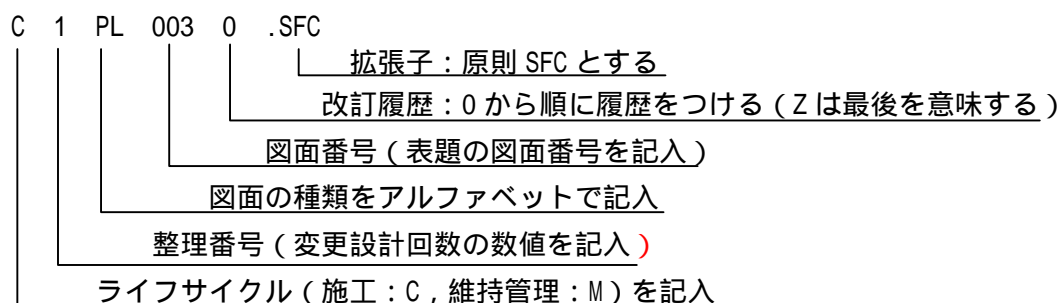 C 1 PL 003 0 .SFC
拡張子：原則 SFC とする
改訂履歴：0 から順に履歴をつける（Z は最後を意味する）
図面番号（表題の図面番号を記入）
図面の種類をアルファベットで記入
整理番号（変更設計回数の数値を記入）
ライフサイクル（施工：C，維持管理：M）を記入